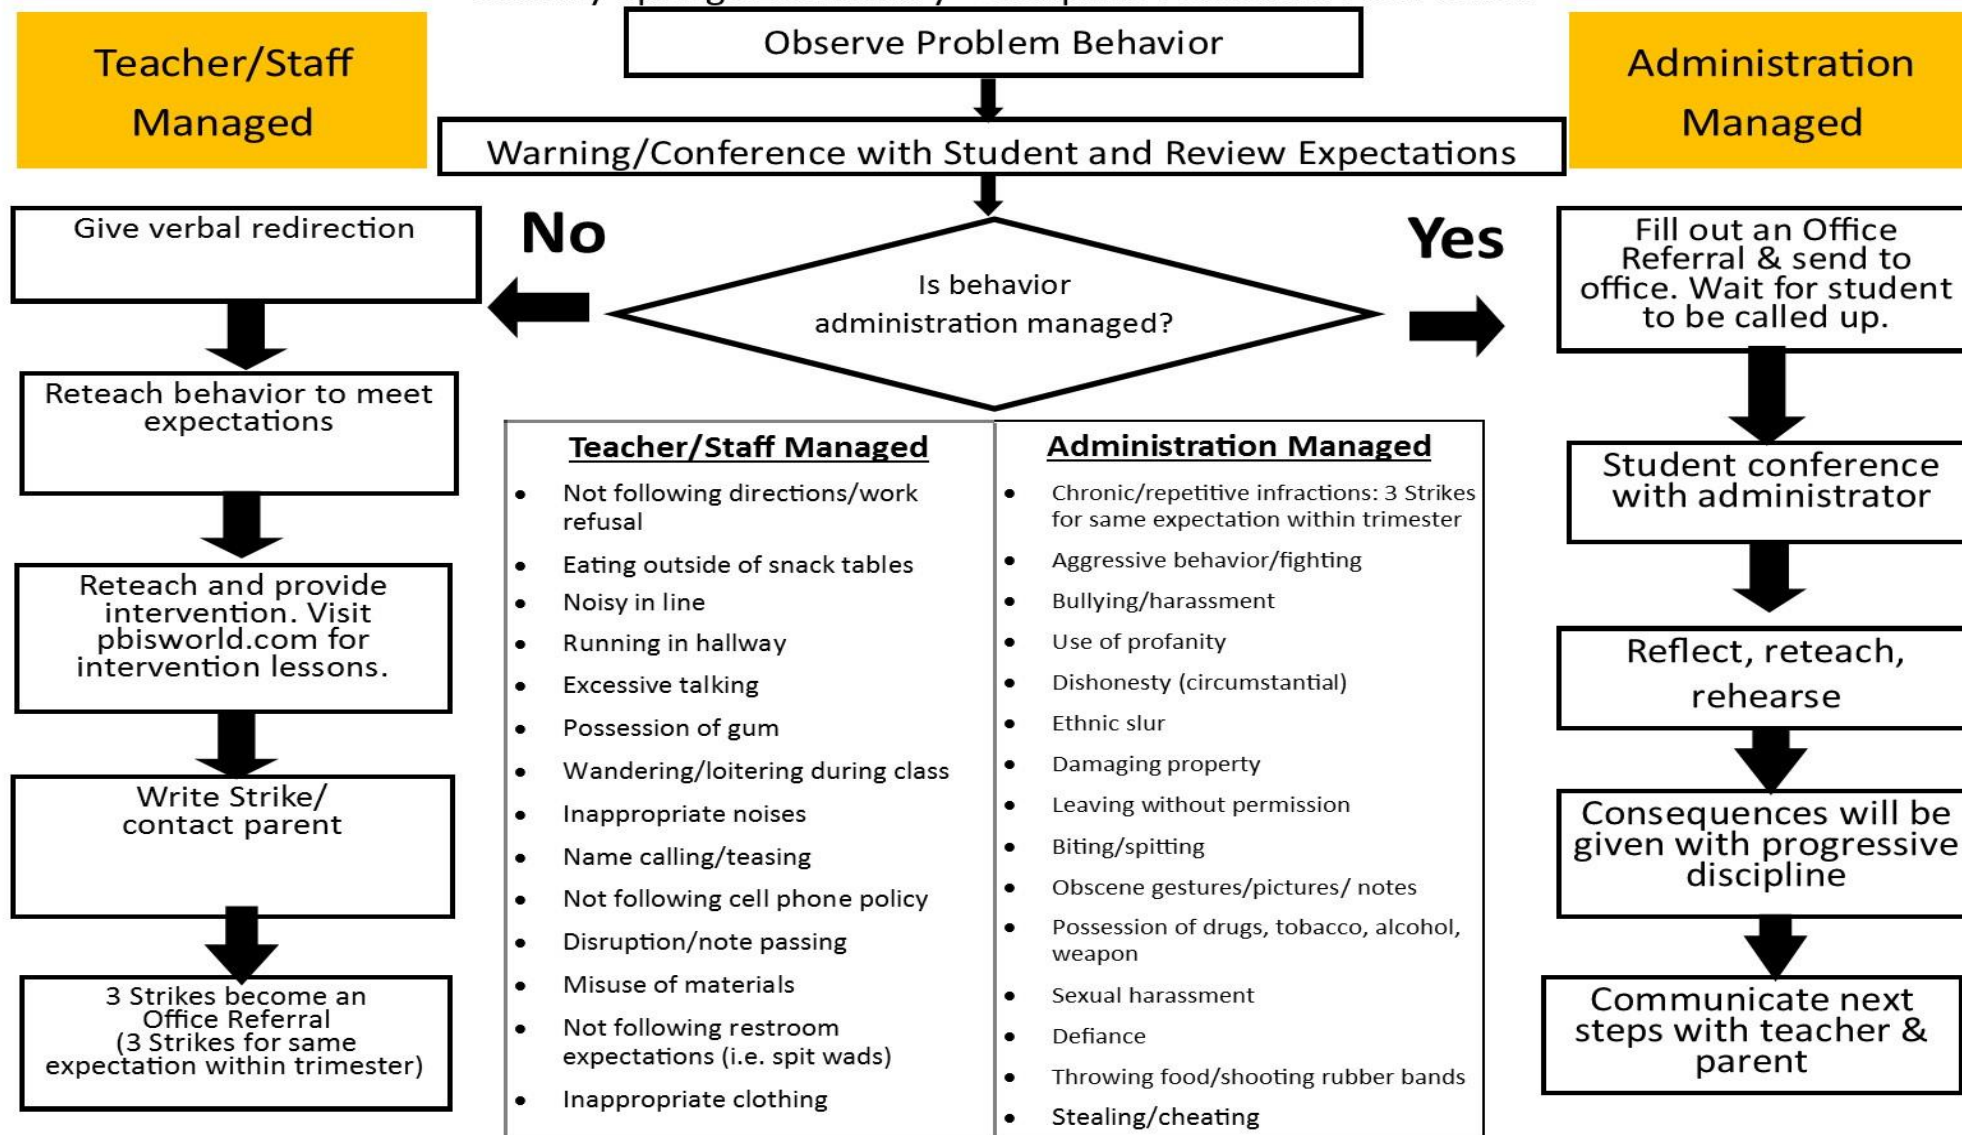 Observe Problem Behavior
Teacher/Staff
Managed
Administration
Managed
Warning/Conference with Student and Review Expectations
No
Yes
Is behavior
administration managed?
Give verbal redirection
Reteach behavior to meet
expectations
Reteach and provide
intervention. Visit
pbisworld.com for
intervention lessons.
Write Strike/
contact parent
3 Strikes become an
Office Referral
(3 Strikes for same
expectation within trimester)
Teacher/Staff Managed
• Not following directions/work
refusal
• Eating outside of snack tables
• Noisy in line
• Running in hallway
• Excessive talking
• Possession of gum
• Wandering/loitering during class
• Inappropriate noises
• Name calling/teasing
• Not following cell phone policy
• Disruption/note passing
• Misuse of materials
• Not following restroom
expectations (i.e. spit wads)
• Inappropriate clothing
Administration Managed
• Chronic/repetitive infractions: 3 Strikes
for same expectation within trimester
• Aggressive behavior/fighting
• Bullying/harassment
• Use of profanity
• Dishonesty (circumstantial)
• Ethnic slur
• Damaging property
• Leaving without permission
• Biting/spitting
• Obscene gestures/pictures/ notes
• Possession of drugs, tobacco, alcohol,
weapon
• Sexual harassment
• Defiance
• Throwing food/shooting rubber bands
• Stealing/cheating
Fill out an Office
Referral & send to
office. Wait for student
to be called up.
Student conference
with administrator
Reflect, reteach,
rehearse
Consequences will be
given with progressive
discipline
Communicate next
steps with teacher &
parent